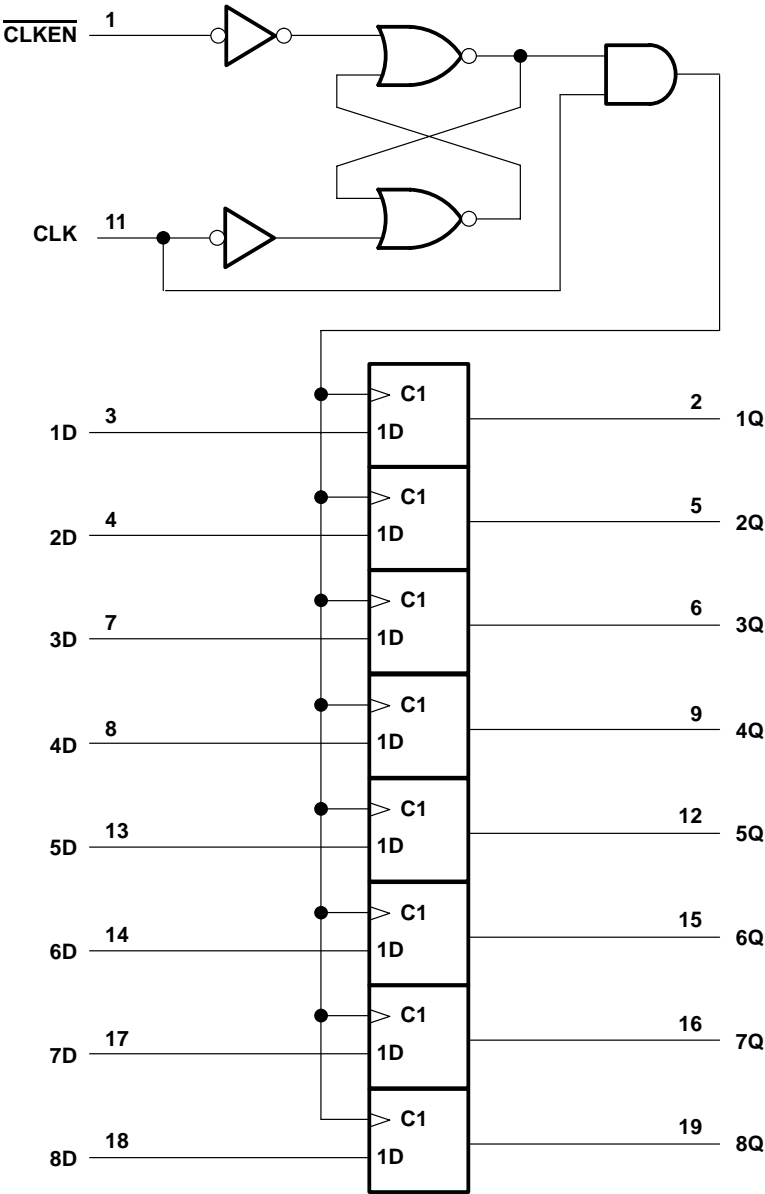 CLKEN 1
CLK 11
C1
1D 3 1D 2 1Q
C1
2D 4 1D 5 2Q
C1
3D 7 1D 6 3Q
C1
4D 8 1D 9 4Q
C1
5D 13 1D 12 5Q
C1
6D 14 1D 15 6Q
C1
7D 17 1D 16 7Q
C1
8D 18 1D 19 8Q